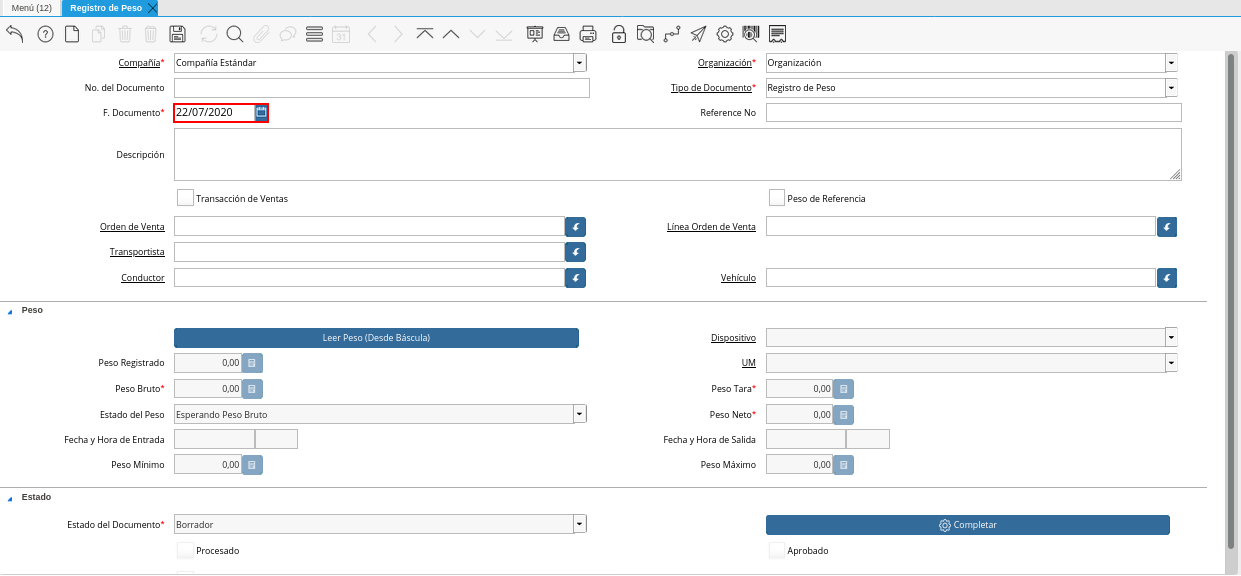 Menú (12) Registro de Peso
31
Compañía* Compañía Estándar Organización* Organización
No. del Documento Tipo de Documento* Registro de Peso
F. Documento* 22/07/2020 Reference No
Descripción
Transacción de Ventas Peso de Referencia
Orden de Venta Línea Orden de Venta
Transportista
Conductor Vehículo
Peso
Leer Peso (Desde Báscula) Dispositivo
Peso Registrado 0,00 UM
Peso Bruto* 0,00 Peso Tara* 0,00
Estado del Peso Esperando Peso Bruto Peso Neto* 0,00
Fecha y Hora de Entrada Fecha y Hora de Salida
Peso Mínimo 0,00 Peso Máximo 0,00
Estado
Estado del Documento* Borrador Completar
Procesado Aprobado